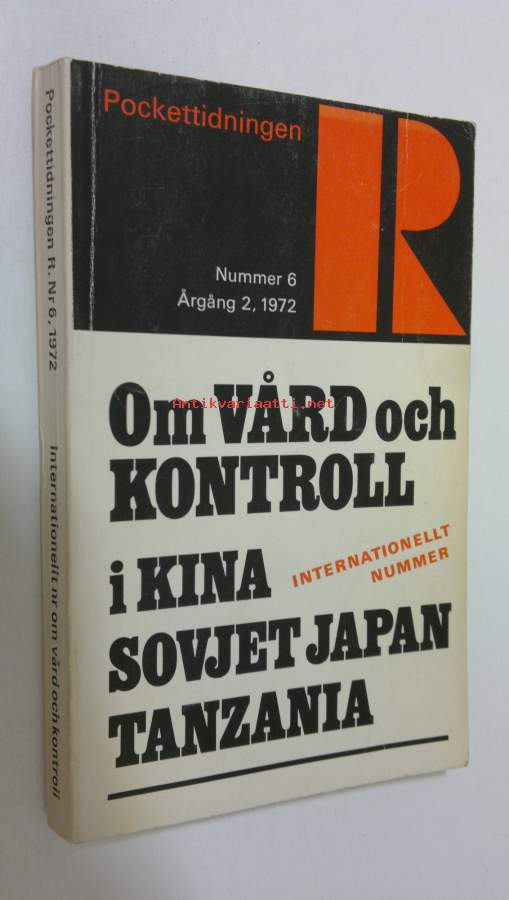 Pockettidningen
R
Nummer 6
Årgång 2, 1972
Om VÅRD och
KONTROLL
i KINA
INTERNATIONELLT
NUMMER
SOVJET JAPAN
TANZANIA
Pockettidningen R. Nr 6, 1972 Internationellt nr om vård och kontroll
Antikvariaatti.net